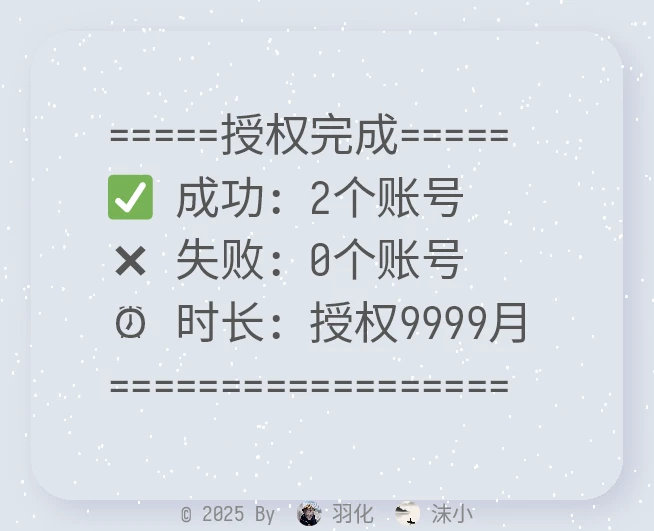 =====授权完成=====
✅ 成功：2个账号
❌ 失败：0个账号
⏰ 时长：授权9999月
==================
© 2025 By 羽化 沫小